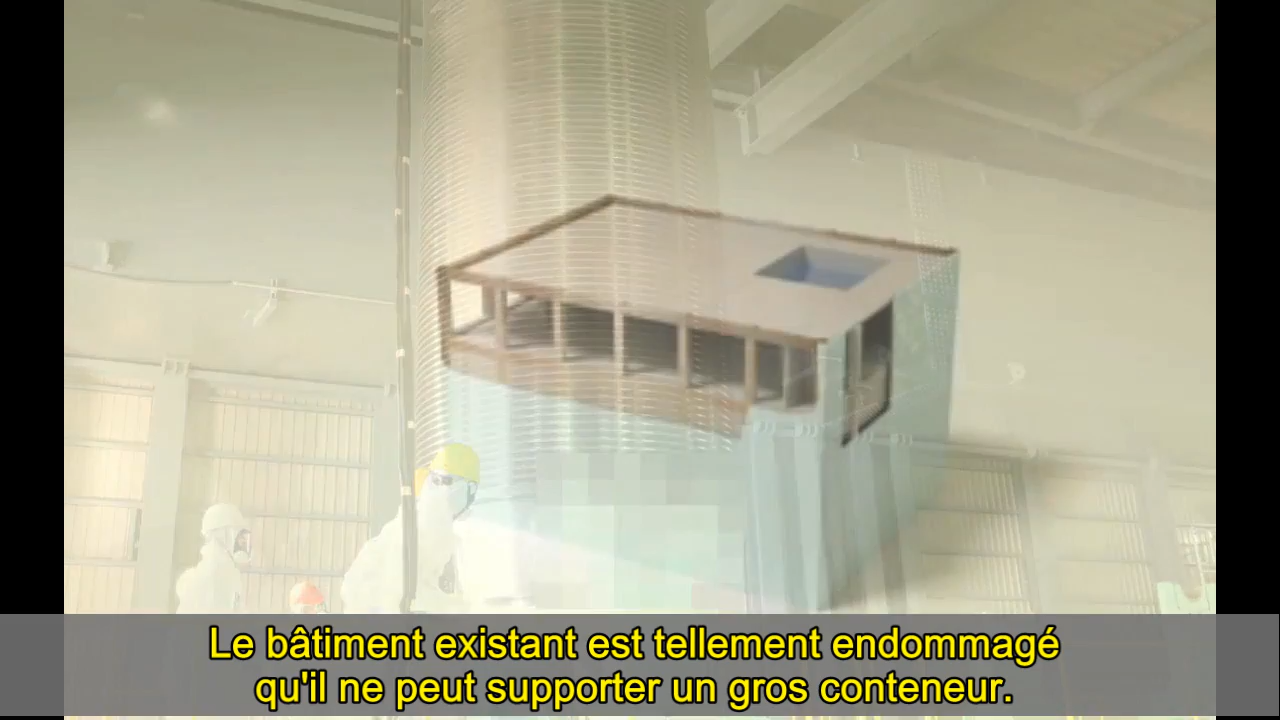 Le bâtiment existant est tellement endommagé
qu'il ne peut supporter un gros conteneur.